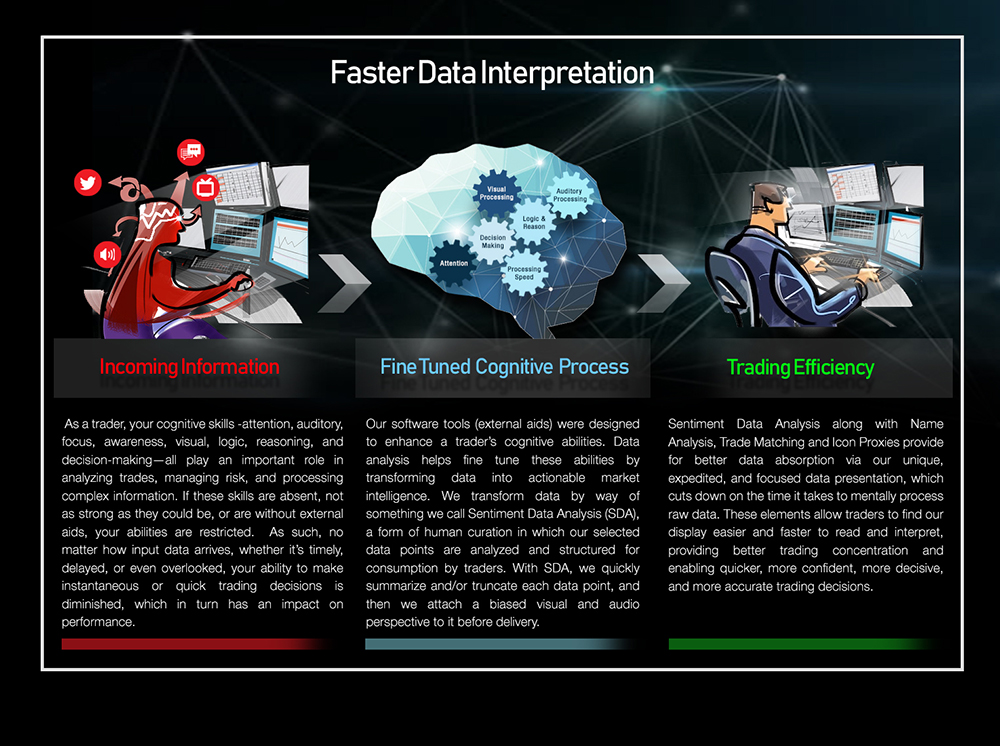 Faster Data Interpretation
Visual
Processing
Auditory
Processing
Logic &
Reason
Decision
Making
Attention
Processing
Speed
Incoming Information
As a trader, your cognitive skills -attention, auditory,
focus, awareness, visual, logic, reasoning, and
decision-making—all play an important role in
analyzing trades, managing risk, and processing
complex information. If these skills are absent, not
as strong as they could be, or are without external
aids, your abilities are restricted. As such, no
matter how input data arrives, whether it's timely,
delayed, or even overlooked, your ability to make
instantaneous or quick trading decisions is
diminished, which in turn has an impact on
performance.
Fine Tuned Cognitive Process
Our software tools (external aids) were designed
to enhance a trader's cognitive abilities. Data
analysis helps fine tune these abilities by
transforming data into actionable market
intelligence. We transform data by way of
something we call Sentiment Data Analysis (SDA),
a form of human curation in which our selected
data points are analyzed and structured for
consumption by traders. With SDA, we quickly
summarize and/or truncate each data point, and
then we attach a biased visual and audio
perspective to it before delivery.
Trading Efficiency
Sentiment Data Analysis along with Name
Analysis, Trade Matching and Icon Proxies provide
for better data absorption via our unique,
expedited, and focused data presentation, which
cuts down on the time it takes to mentally process
raw data. These elements allow traders to find our
display easier and faster to read and interpret,
providing better trading concentration and
enabling quicker, more confident, more decisive,
and more accurate trading decisions.